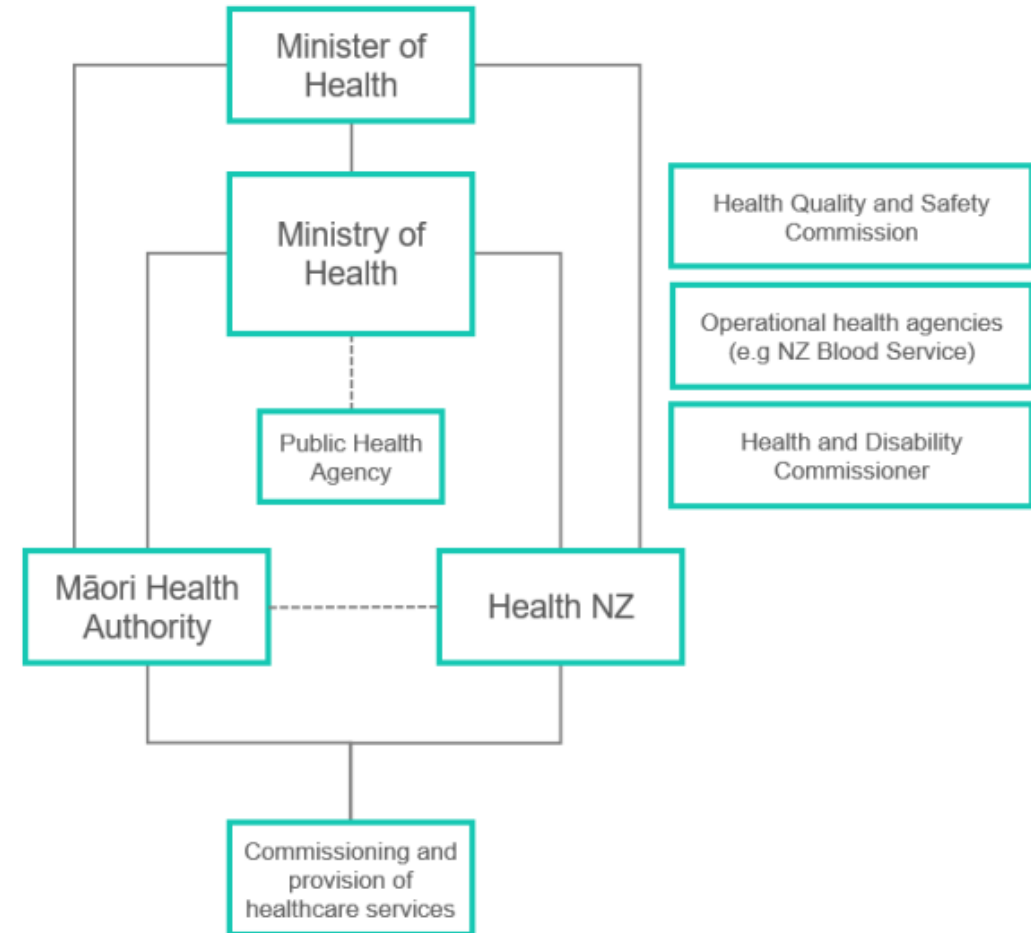 Minister of
Health
Ministry of
Health
Health Quality and Safety
Commission
Operational health agencies
(e.g NZ Blood Service)
Health and Disability
Commissioner
Public Health
Agency
Māori Health
Authority
Health NZ
Commissioning and
provision of
healthcare services